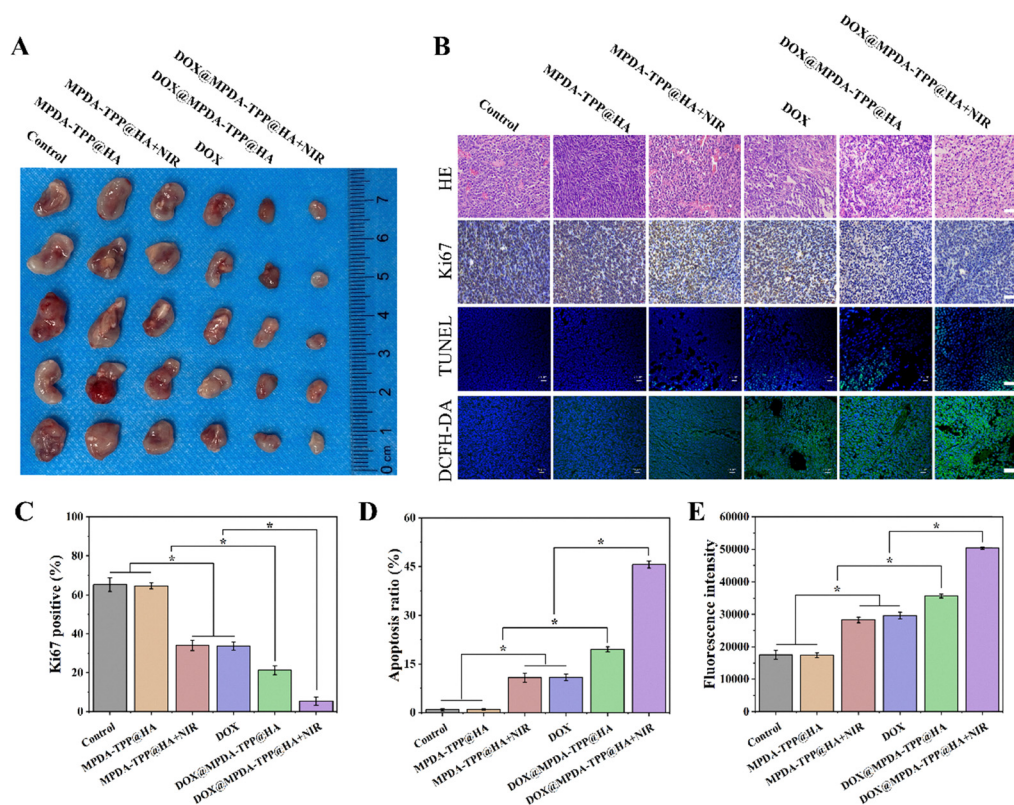 A
Control
MPDA-TPP@HA
MPDA-TPP@HA+NIR
DOX
DOX@MPDA-TPP@HA
DOX@MPDA-TPP@HA+NIR
7
6
5
4
3
2
1
0 cm
B
Control
MPDA-TPP@HA
MPDA-TPP@HA+NIR
DOX
DOX@MPDA-TPP@HA
DOX@MPDA-TPP@HA+NIR
HE
Ki67
TUNEL
DCFH-DA
C
Ki67 positive (%)
100
80
60
40
20
0
*
*
*
Control
MPDA-TPP@HA
MPDA-TPP@HA+NIR
DOX
DOX@MPDA-TPP@HA
DOX@MPDA-TPP@HA+NIR
D
Apoptosis ratio (%)
60
45
30
15
0
*
*
*
Control
MPDA-TPP@HA
MPDA-TPP@HA+NIR
DOX
DOX@MPDA-TPP@HA
DOX@MPDA-TPP@HA+NIR
E
Fluorescence intensity
60000
50000
40000
30000
20000
10000
0
*
*
*
Control
MPDA-TPP@HA
MPDA-TPP@HA+NIR
DOX
DOX@MPDA-TPP@HA
DOX@MPDA-TPP@HA+NIR